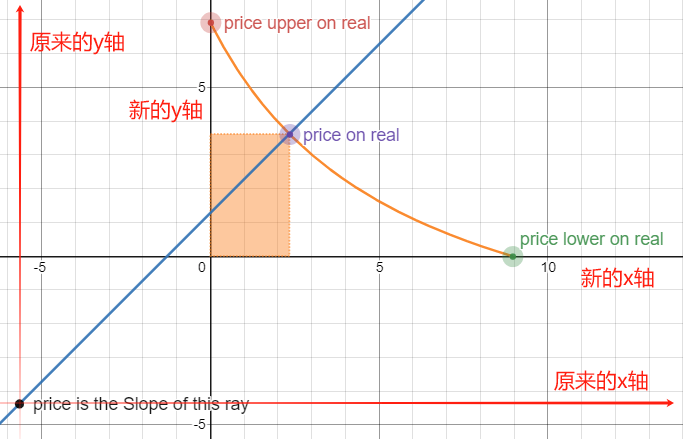 price upper on real
原来的y轴
5
新的y轴
price on real
price lower on real
-5
0
5
10
新的x轴
原来的x轴
price is the Slope of this ray
-5